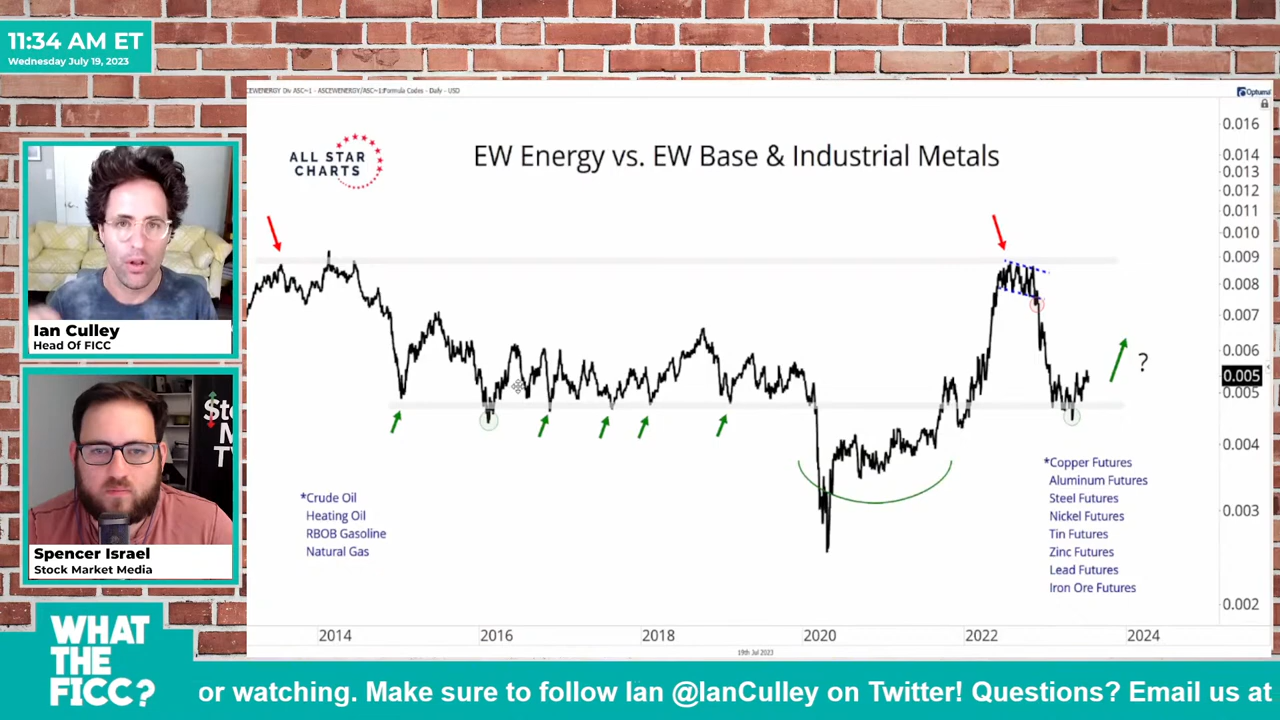 11:34 AM ET
Wednesday July 19, 2023
Optuma
ALL STAR
CHARTS
EW Energy vs. EW Base & Industrial Metals
0.016
0.014
0.013
0.012
0.011
0.010
0.009
0.008
0.007
0.006
0.005
0.005
0.004
0.003
0.002
?
Ian Culley
Head Of FICC
Spencer Israel
Stock Market Media
*Crude Oil
Heating Oil
RBOB Gasoline
Natural Gas
*Copper Futures
Aluminum Futures
Steel Futures
Nickel Futures
Tin Futures
Zinc Futures
Lead Futures
Iron Ore Futures
2014
2016
2018
2020
2022
2024
19th Jul 2023
WHAT
THE
FICC?
or watching. Make sure to follow Ian @IanCulley on Twitter! Questions? Email us at